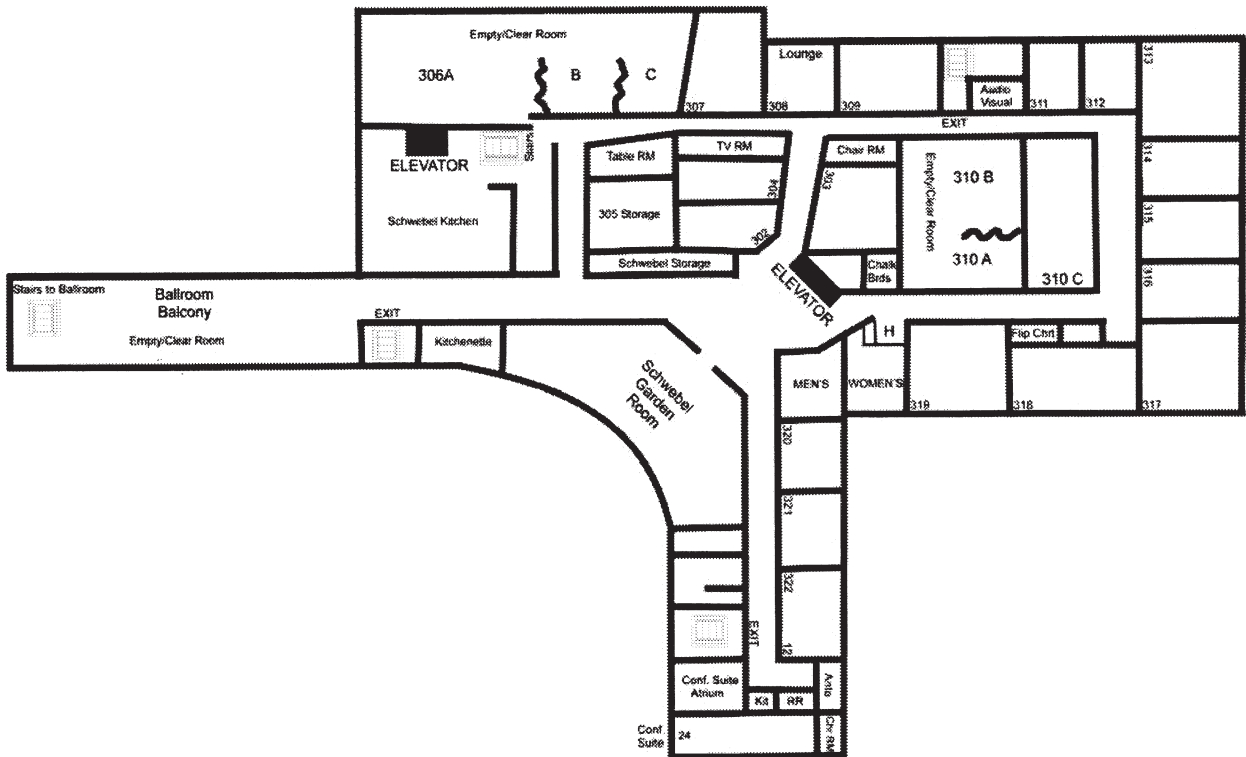 Empty/Clear Room
306A
B
C
307
Lounge
308
309
Audio
Visual
311
312
313
EXIT
ELEVATOR
Stairs
Table RM
TV RM
304
Chair RM
303
Empty/Clear Room
310 B
310 A
310 C
314
315
316
Schwebel Kitchen
305 Storage
302
Schwebel Storage
ELEVATOR
Chalk
Brds
Stairs to Ballroom
Ballroom
Balcony
Empty/Clear Room
EXIT
Kitchenette
Schwebel
Garden
Room
MEN'S
WOMEN'S
H
319
Flip Chrt
318
317
320
321
322
12
EXIT
Conf. Suite
Atrium
Kit
RR
Conf
Suite
24
Chr RM